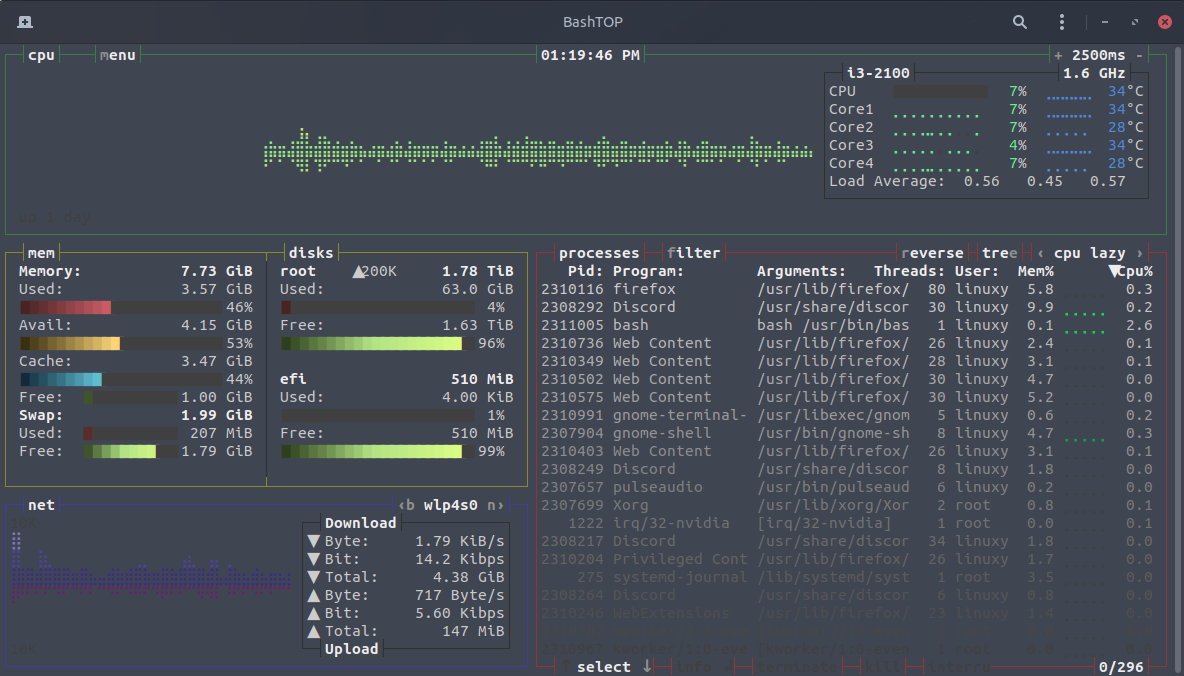 BashTOP
cpu menu 01:19:46 PM + 2500ms -
i3-2100 1.6 GHz
CPU 7% 34°C
Core1 7% 34°C
Core2 7% 28°C
Core3 4% 34°C
Core4 7% 28°C
Load Average: 0.56 0.45 0.57
mem
Memory: 7.73 GiB
Used: 3.57 GiB
46%
Avail: 4.15 GiB
53%
Cache: 3.47 GiB
44%
Free: 1.00 GiB
Swap: 1.99 GiB
Used: 207 MiB
Free: 1.79 GiB
disks
root ▲200K 1.78 TiB
Used: 63.0 GiB
4%
Free: 1.63 TiB
96%
efi 510 MiB
Used: 4.00 KiB
1%
Free: 510 MiB
99%
net ‹b wlp4s0 n›
Download
▼ Byte: 1.79 KiB/s
▼ Bit: 14.2 Kibps
▼ Total: 4.38 GiB
▲ Byte: 717 Byte/s
▲ Bit: 5.60 Kibps
▲ Total: 147 MiB
Upload
processes filter reverse tree ‹ cpu lazy ›
Pid: Program: Arguments: Threads: User: Mem% ▼Cpu%
2310116 firefox /usr/lib/firefox/ 80 linuxy 5.8 0.3
2308292 Discord /usr/share/discor 30 linuxy 9.9 0.2
2311005 bash bash /usr/bin/bas 1 linuxy 0.1 2.6
2310736 Web Content /usr/lib/firefox/ 26 linuxy 2.4 0.1
2310349 Web Content /usr/lib/firefox/ 28 linuxy 3.1 0.1
2310502 Web Content /usr/lib/firefox/ 30 linuxy 4.7 0.0
2310575 Web Content /usr/lib/firefox/ 30 linuxy 5.2 0.0
2310991 gnome-terminal- /usr/libexec/gnom 5 linuxy 0.6 0.2
2307904 gnome-shell /usr/bin/gnome-sh 8 linuxy 4.7 0.3
2310403 Web Content /usr/lib/firefox/ 26 linuxy 3.1 0.1
2308249 Discord /usr/share/discor 8 linuxy 1.8 0.0
2307657 pulseaudio /usr/bin/pulseaud 6 linuxy 0.2 0.0
2307699 Xorg /usr/lib/xorg/Xor 2 root 0.8 0.1
1222 irq/32-nvidia [irq/32-nvidia] 1 root 0.0 0.1
2308217 Discord /usr/share/discor 34 linuxy 1.8 0.0
2310204 Privileged Cont /usr/lib/firefox/ 26 linuxy 1.7 0.0
275 systemd-journal /lib/systemd/syst 1 root 3.5 0.0
2308264 Discord /usr/share/discor 6 linuxy 0.8 0.0
2310246 WebExtensions /usr/lib/firefox/ 23 linuxy 1.4 0.0
select ↓ info terminate kill 0/296